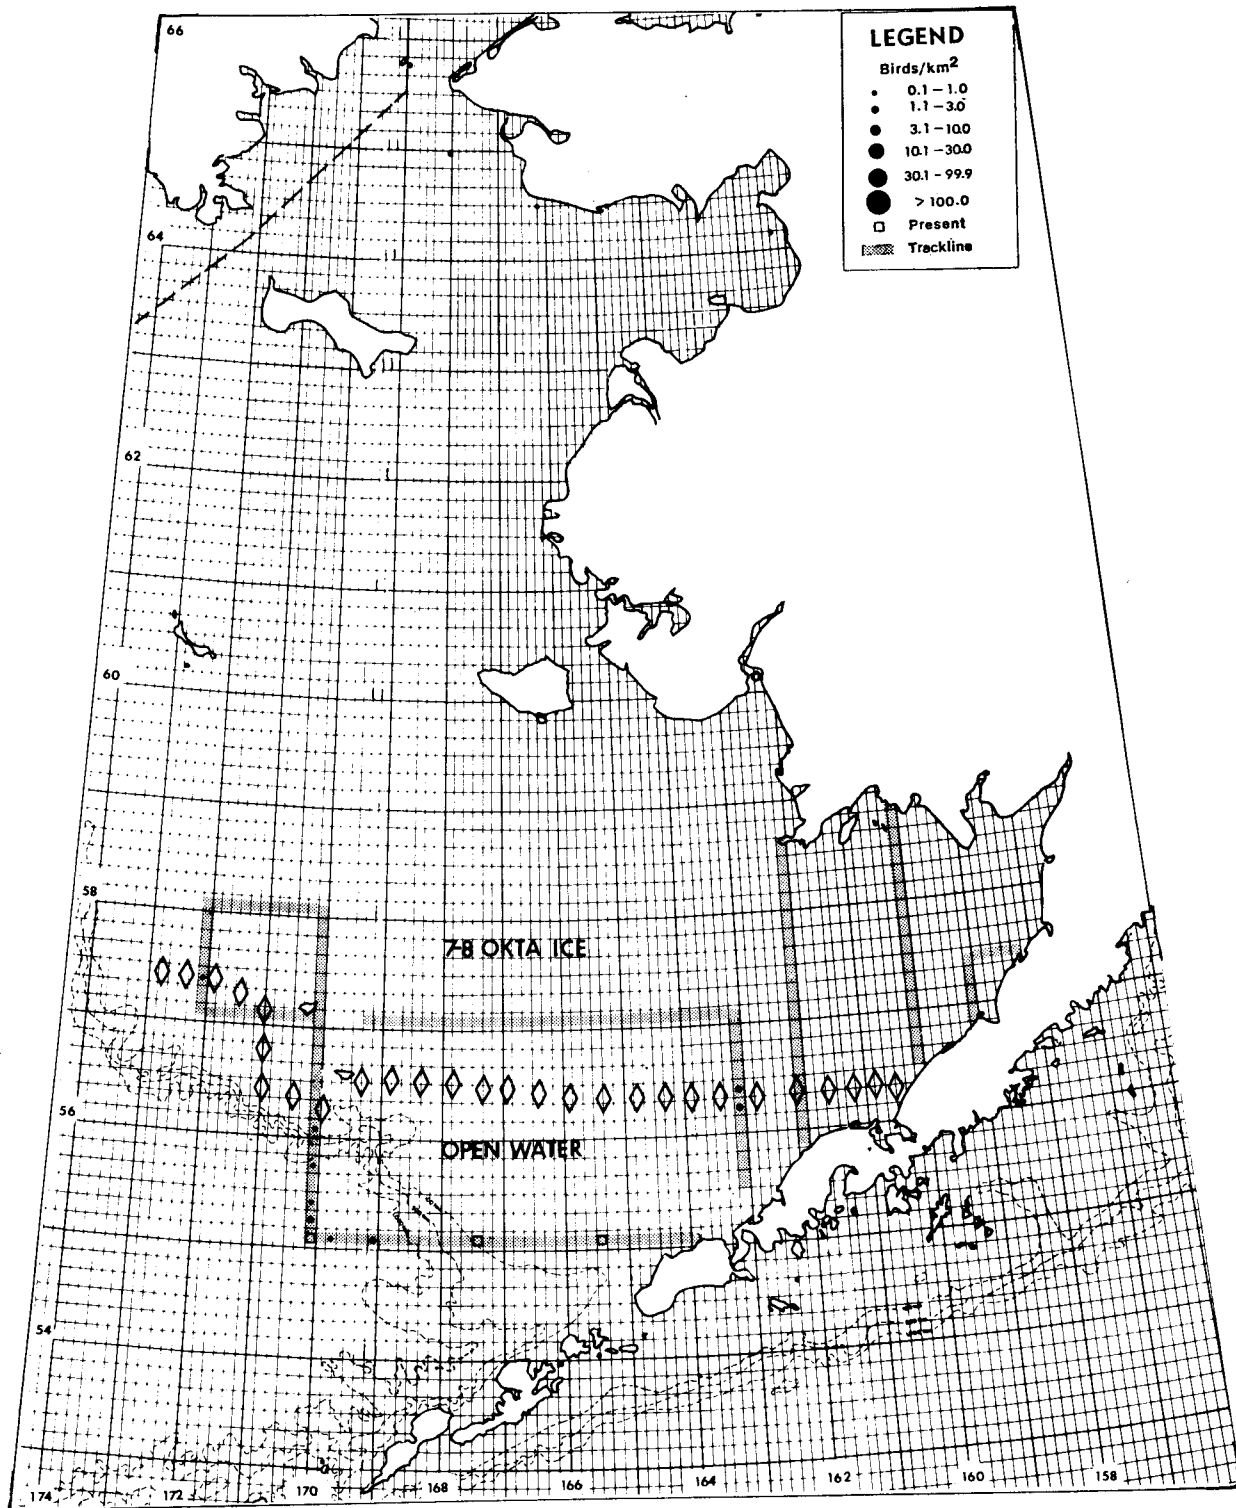 66
LEGEND
Birds/km²
0.1 – 1.0
1.1 – 3.0
3.1 – 10.0
10.1 – 30.0
30.1 – 99.9
> 100.0
Present
Trackline
64
62
60
58
7-8 OKTA ICE
56
OPEN WATER
54
174 172 170 168 166 164 162 160 158